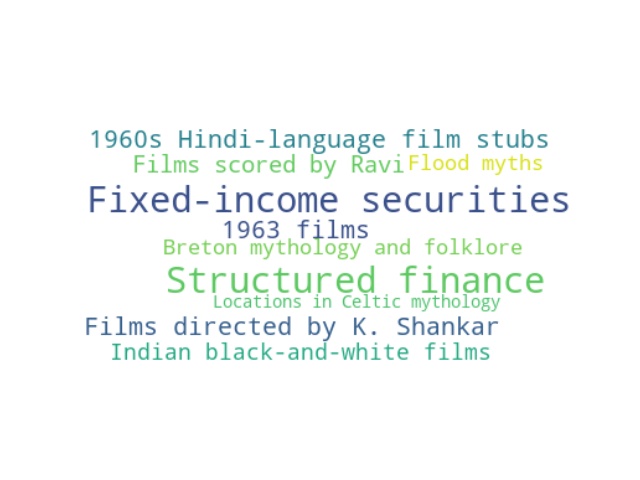 1960s Hindi-language film stubs
Films scored by Ravi
Flood myths
Fixed-income securities
1963 films
Breton mythology and folklore
Structured finance
Locations in Celtic mythology
Films directed by K. Shankar
Indian black-and-white films